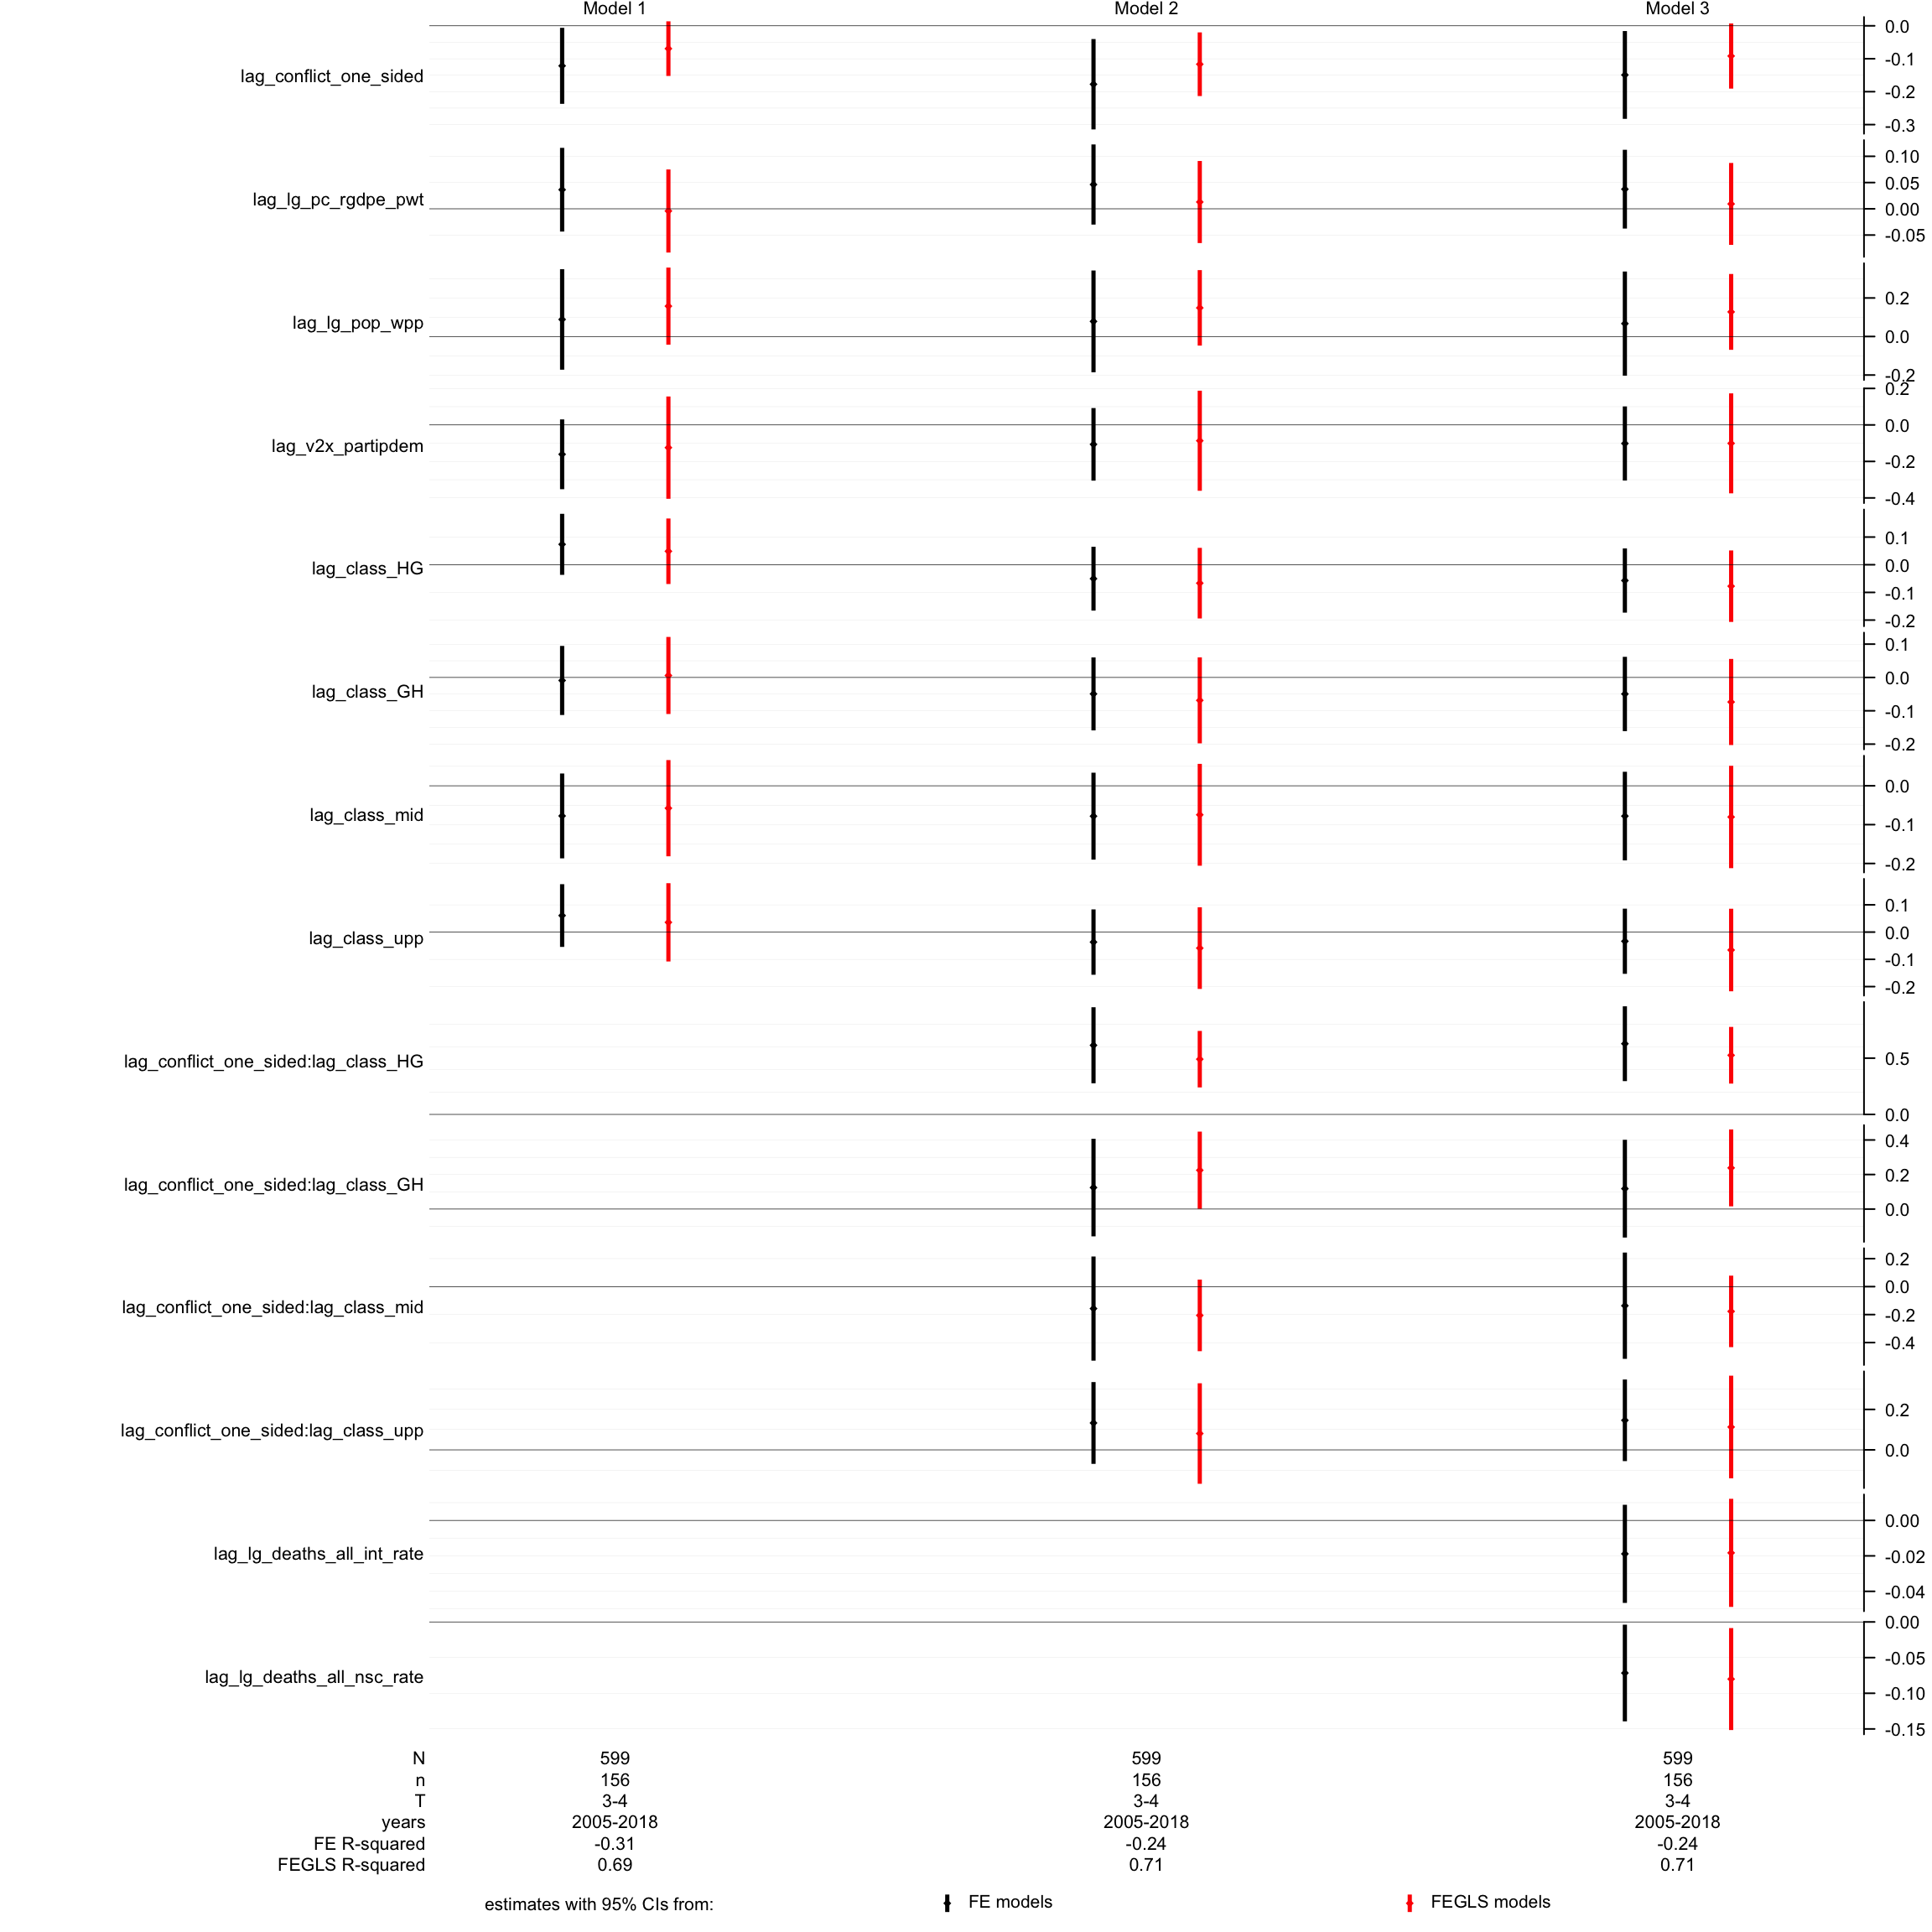 Model 1 Model 2 Model 3
lag_conflict_one_sided
0.0
-0.1
-0.2
-0.3
lag_lg_pc_rgdpe_pwt
0.10
0.05
0.00
-0.05
lag_lg_pop_wpp
0.2
0.0
-0.2
lag_v2x_partipdem
0.2
0.0
-0.2
-0.4
lag_class_HG
0.1
0.0
-0.1
-0.2
lag_class_GH
0.1
0.0
-0.1
-0.2
lag_class_mid
0.0
-0.1
-0.2
lag_class_upp
0.1
0.0
-0.1
-0.2
lag_conflict_one_sided:lag_class_HG
0.5
0.0
lag_conflict_one_sided:lag_class_GH
0.4
0.2
0.0
lag_conflict_one_sided:lag_class_mid
0.2
0.0
-0.2
-0.4
lag_conflict_one_sided:lag_class_upp
0.2
0.0
lag_lg_deaths_all_int_rate
0.00
-0.02
-0.04
lag_lg_deaths_all_nsc_rate
0.00
-0.05
-0.10
-0.15
N 599 599 599
n 156 156 156
T 3-4 3-4 3-4
years 2005-2018 2005-2018 2005-2018
FE R-squared -0.31 -0.24 -0.24
FEGLS R-squared 0.69 0.71 0.71
estimates with 95% CIs from: FE models FEGLS models